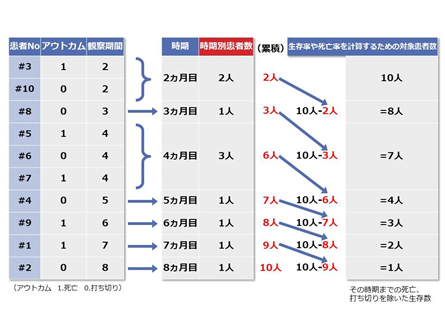 患者No アウトカム 観察期間 時期 時期別患者数 (累積) 生存率や死亡率を計算するための対象患者数
#3 1 2
2カ月目 2人 2人 10人
#10 0 2
#8 0 3 3カ月目 1人 3人 10人-2人 =8人
#5 1 4
#6 0 4 4カ月目 3人 6人 10人-3人 =7人
#7 1 4
#4 0 5 5カ月目 1人 7人 10人-6人 =4人
#9 1 6 6カ月目 1人 8人 10人-7人 =3人
#1 1 7 7カ月目 1人 9人 10人-8人 =2人
#2 0 8 8カ月目 1人 10人 10人-9人 =1人
(アウトカム 1.死亡 0.打ち切り)
その時期までの死亡、
打ち切りを除いた生存数